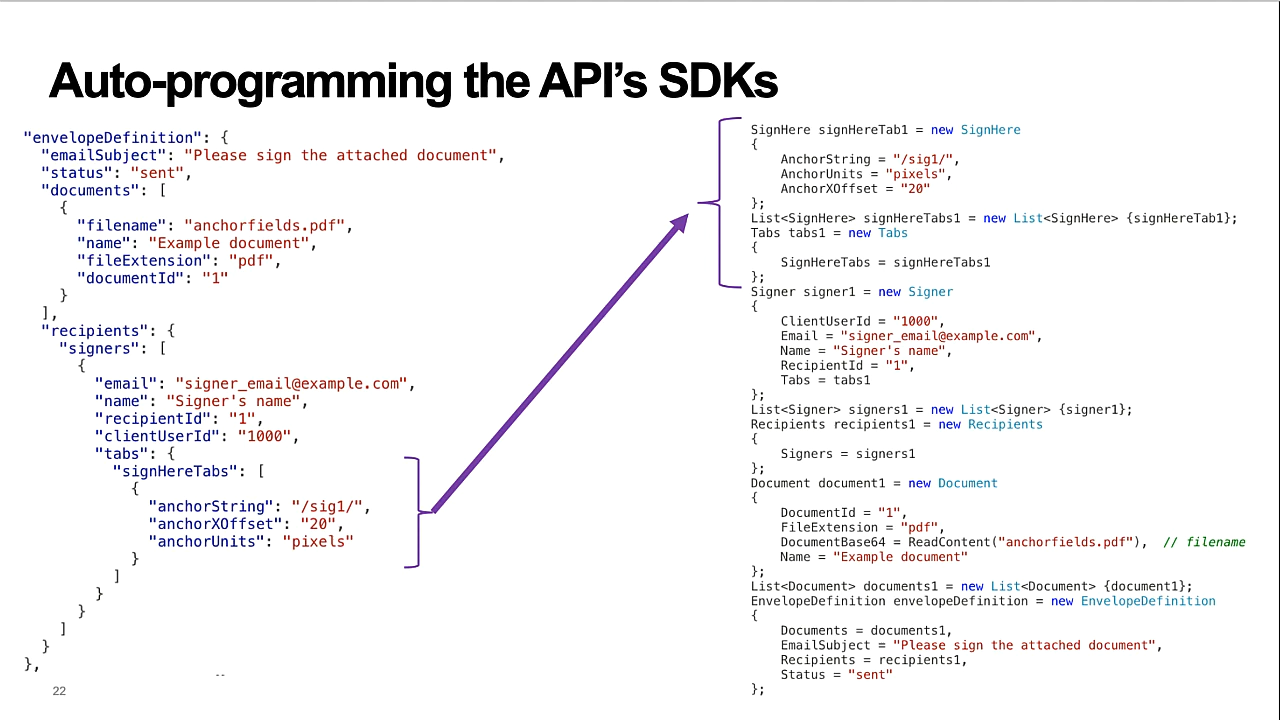 Auto-programming the API's SDKs
"envelopeDefinition": {
"emailSubject": "Please sign the attached document",
"status": "sent",
"documents": [
{
"filename": "anchorfields.pdf",
"name": "Example document",
"fileExtension": "pdf",
"documentId": "1"
}
],
"recipients": {
"signers": [
{
"email": "signer_email@example.com",
"name": "Signer's name",
"recipientId": "1",
"clientUserId": "1000",
"tabs": {
"signHereTabs": [
{
"anchorString": "/sig1/",
"anchorXOffset": "20",
"anchorUnits": "pixels"
}
]
}
}
]
}
},
22
SignHere signHereTab1 = new SignHere
{
AnchorString = "/sig1/",
AnchorUnits = "pixels",
AnchorXOffset = "20"
};
List<SignHere> signHereTabs1 = new List<SignHere> {signHereTab1};
Tabs tabs1 = new Tabs
{
SignHereTabs = signHereTabs1
};
Signer signer1 = new Signer
{
ClientUserId = "1000",
Email = "signer_email@example.com",
Name = "Signer's name",
RecipientId = "1",
Tabs = tabs1
};
List<Signer> signers1 = new List<Signer> {signer1};
Recipients recipients1 = new Recipients
{
Signers = signers1
};
Document document1 = new Document
{
DocumentId = "1",
FileExtension = "pdf",
DocumentBase64 = ReadContent("anchorfields.pdf"),  // filename
Name = "Example document"
};
List<Document> documents1 = new List<Document> {document1};
EnvelopeDefinition envelopeDefinition = new EnvelopeDefinition
{
Documents = documents1,
EmailSubject = "Please sign the attached document",
Recipients = recipients1,
Status = "sent"
};